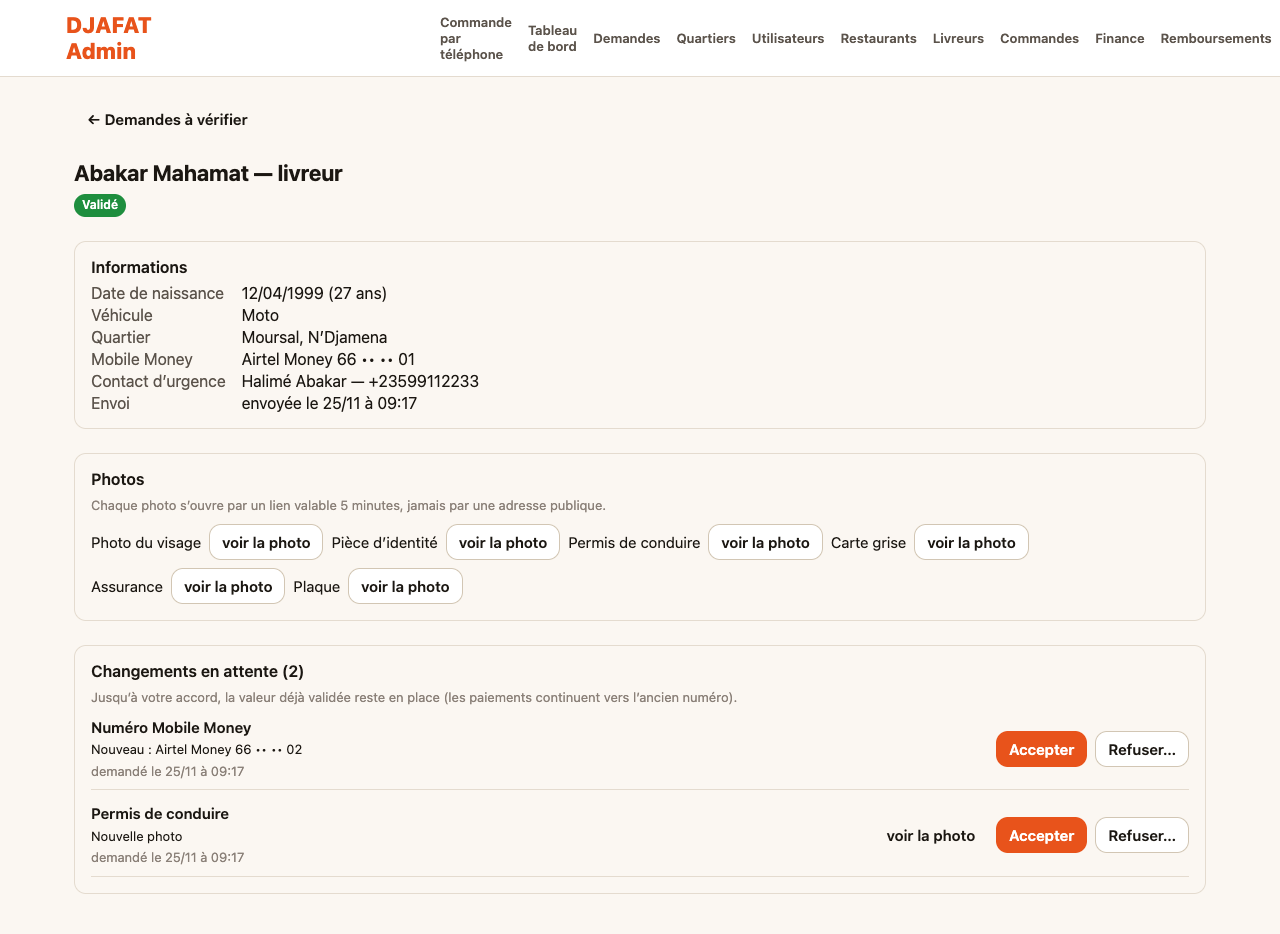 DJAFAT
Admin
Commande
par
téléphone
Tableau
de bord
Demandes
Quartiers
Utilisateurs
Restaurants
Livreurs
Commandes
Finance
Remboursements
← Demandes à vérifier
Abakar Mahamat — livreur
Validé
Informations
Date de naissance 12/04/1999 (27 ans)
Véhicule Moto
Quartier Moursal, N’Djamena
Mobile Money Airtel Money 66 •• •• 01
Contact d’urgence Halimé Abakar — +23599112233
Envoi envoyée le 25/11 à 09:17
Photos
Chaque photo s’ouvre par un lien valable 5 minutes, jamais par une adresse publique.
Photo du visage voir la photo Pièce d’identité voir la photo Permis de conduire voir la photo Carte grise voir la photo
Assurance voir la photo Plaque voir la photo
Changements en attente (2)
Jusqu’à votre accord, la valeur déjà validée reste en place (les paiements continuent vers l’ancien numéro).
Numéro Mobile Money
Nouveau : Airtel Money 66 •• •• 02
demandé le 25/11 à 09:17
Accepter Refuser…
Permis de conduire
Nouvelle photo
demandé le 25/11 à 09:17
voir la photo Accepter Refuser…